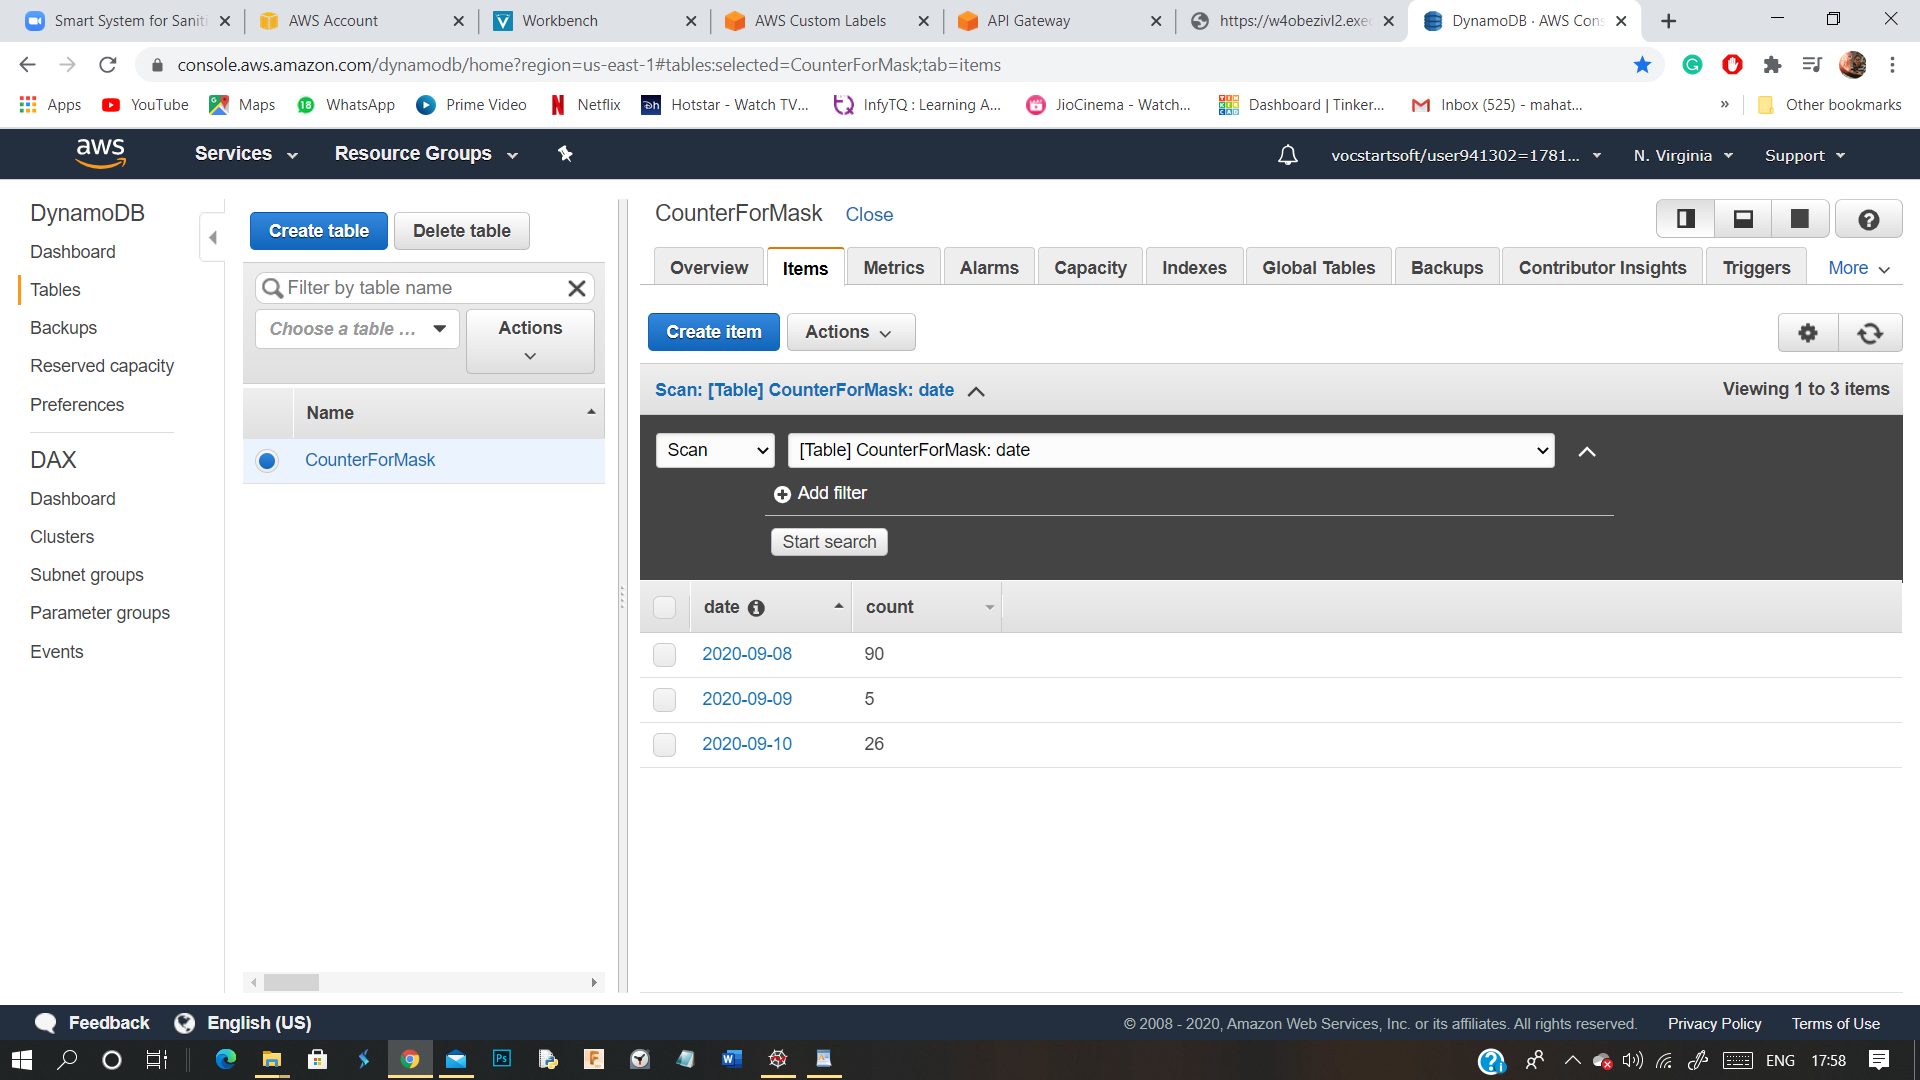 Smart System for Saniti
AWS Account
Workbench
AWS Custom Labels
API Gateway
https://w4obezivl2.exec
DynamoDB · AWS Cons
console.aws.amazon.com/dynamodb/home?region=us-east-1#tables:selected=CounterForMask;tab=items
Apps
YouTube
Maps
WhatsApp
Prime Video
Netflix
Hotstar - Watch TV...
InfyTQ : Learning A...
JioCinema - Watch...
Dashboard | Tinker...
Inbox (525) - mahat...
»
Other bookmarks
aws
Services
Resource Groups
vocstartsoft/user941302=1781...
N. Virginia
Support
DynamoDB
Dashboard
Tables
Backups
Reserved capacity
Preferences
DAX
Dashboard
Clusters
Subnet groups
Parameter groups
Events
Create table
Delete table
Filter by table name
Choose a table ...
Actions
Name
CounterForMask
CounterForMask Close
Overview
Items
Metrics
Alarms
Capacity
Indexes
Global Tables
Backups
Contributor Insights
Triggers
More
Create item
Actions
Scan: [Table] CounterForMask: date
Viewing 1 to 3 items
Scan
[Table] CounterForMask: date
Add filter
Start search
date
count
2020-09-08 90
2020-09-09 5
2020-09-10 26
Feedback
English (US)
© 2008 - 2020, Amazon Web Services, Inc. or its affiliates. All rights reserved.
Privacy Policy
Terms of Use
ENG
17:58